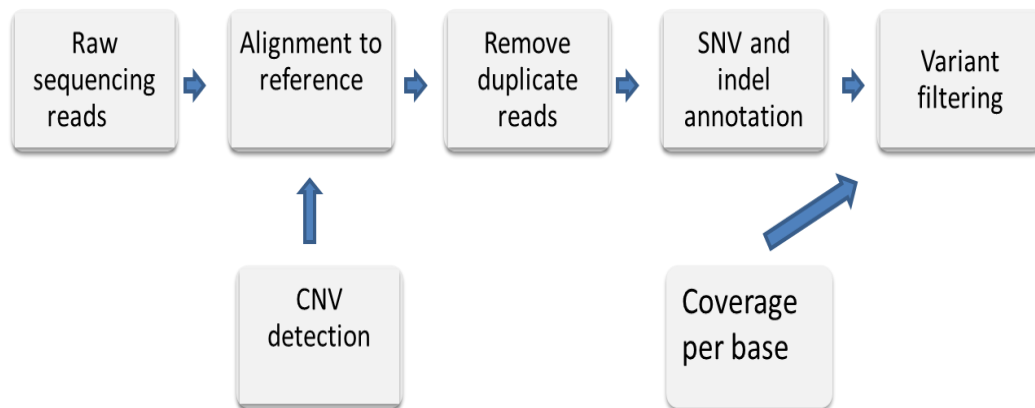 Raw
sequencing
reads
Alignment to
reference
Remove
duplicate
reads
SNV and
indel
annotation
Variant
filtering
CNV
detection
Coverage
per base